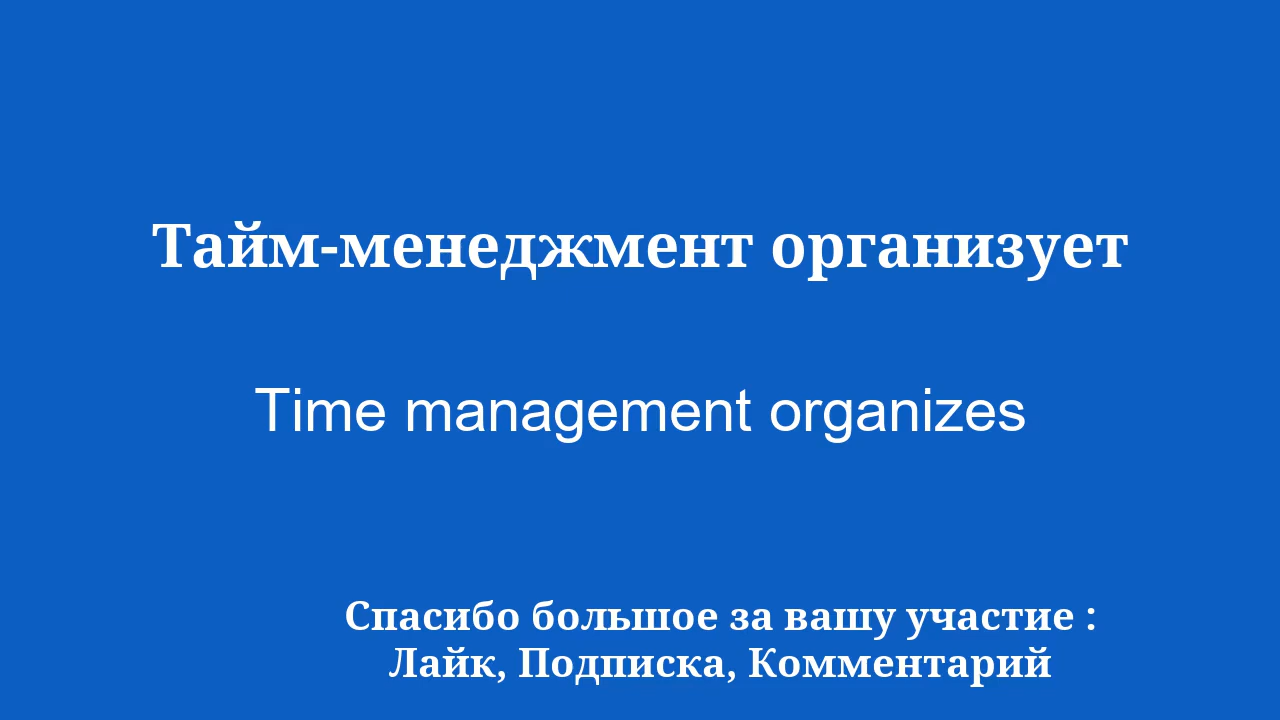 Тайм-менеджмент организует
Time management organizes
Спасибо большое за вашу участие :
Лайк, Подписка, Комментарий